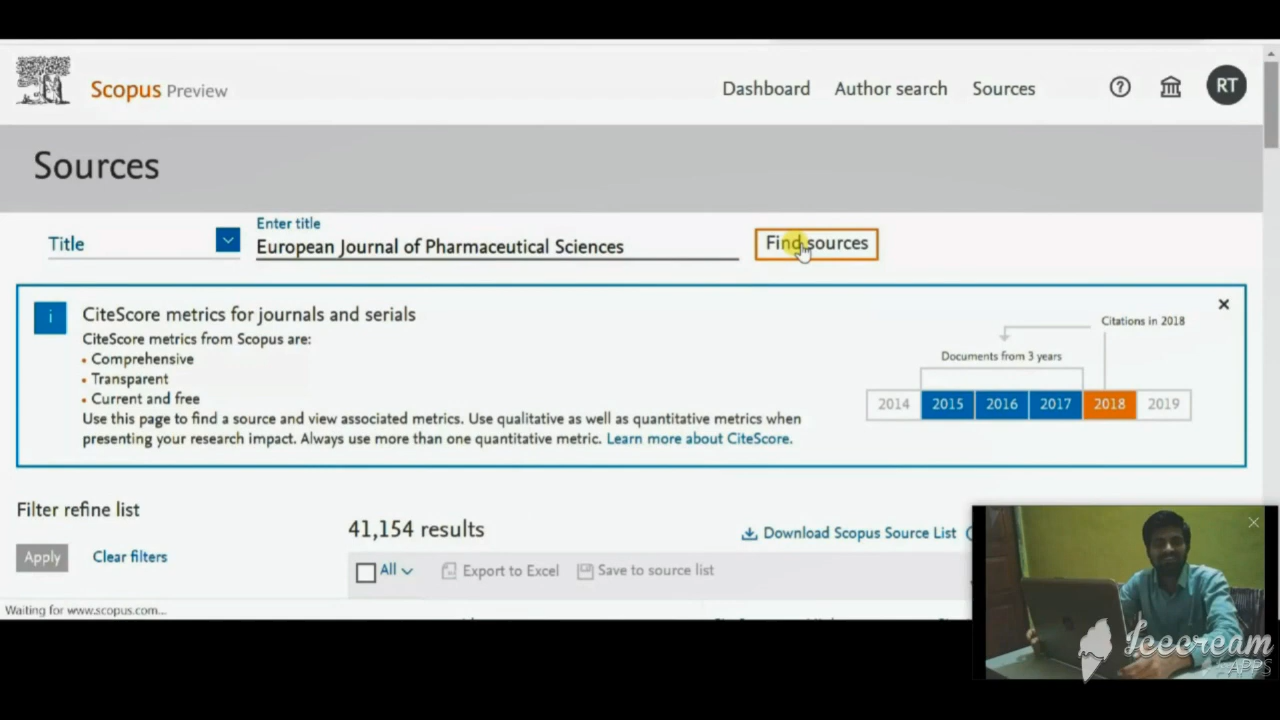 Scopus Preview
Dashboard
Author search
Sources
RT
Sources
Title
Enter title
European Journal of Pharmaceutical Sciences
Find sources
i
CiteScore metrics for journals and serials
CiteScore metrics from Scopus are:
• Comprehensive
• Transparent
• Current and free
Use this page to find a source and view associated metrics. Use qualitative as well as quantitative metrics when
presenting your research impact. Always use more than one quantitative metric. Learn more about CiteScore.
Citations in 2018
Documents from 3 years
2014 2015 2016 2017 2018 2019
Filter refine list
Apply
Clear filters
41,154 results
Download Scopus Source List
All
Export to Excel
Save to source list
Waiting for www.scopus.com...
Icecream
APPS